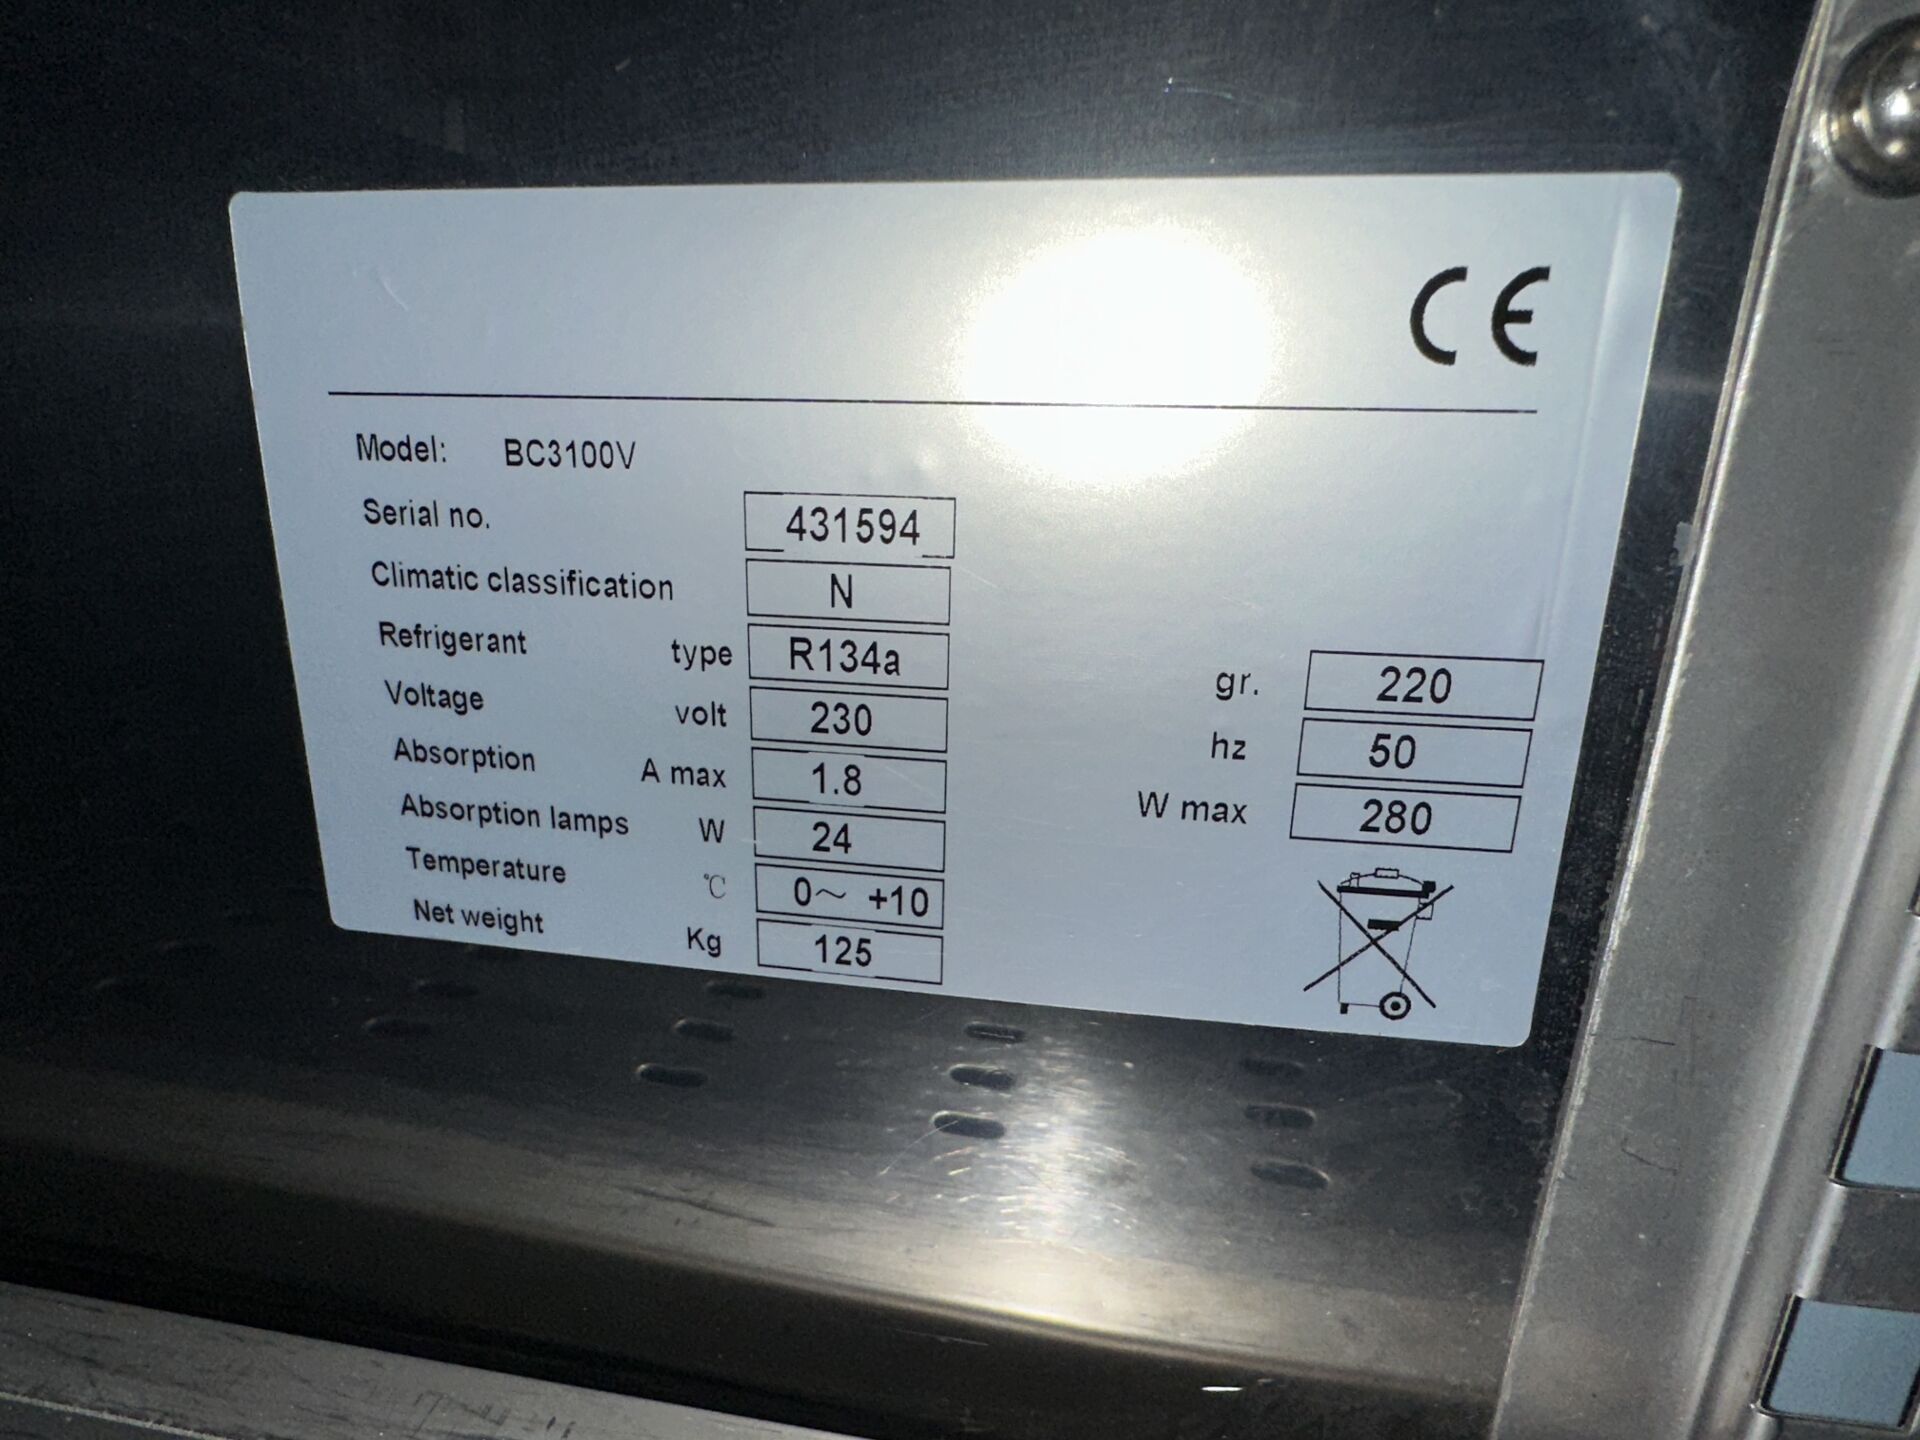 CE
Model: BC3100V
Serial no. 431594
Climatic classification N
Refrigerant type R134a gr. 220
Voltage volt 230 hz 50
Absorption A max 1.8 W max 280
Absorption lamps W 24
Temperature °C 0～ +10
Net weight Kg 125